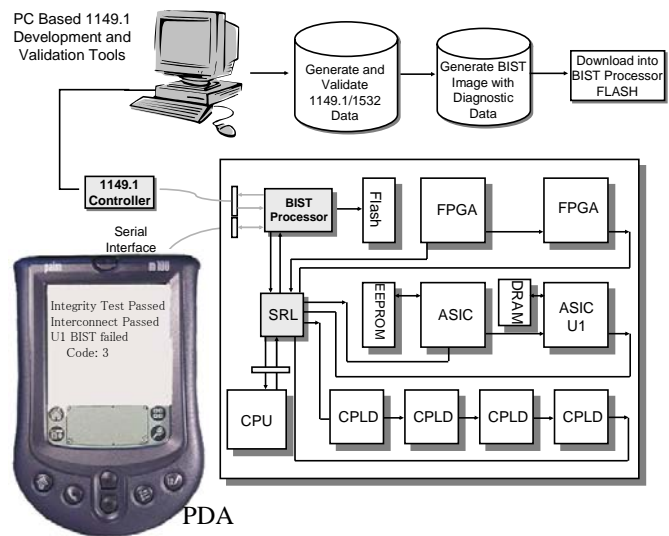 PC Based 1149.1
Development and
Validation Tools
Generate and
Validate
1149.1/1532
Data
Generate BIST
Image with
Diagnostic
Data
Download into
BIST Processor
FLASH
1149.1
Controller
BIST
Processor
Flash
FPGA
FPGA
Serial
Interface
palm
m100
Integrity Test Passed
Interconnect Passed
U1 BIST failed
Code: 3
SRL
EEPROM
ASIC
DRAM
ASIC
U1
CPU
CPLD
CPLD
CPLD
CPLD
PDA